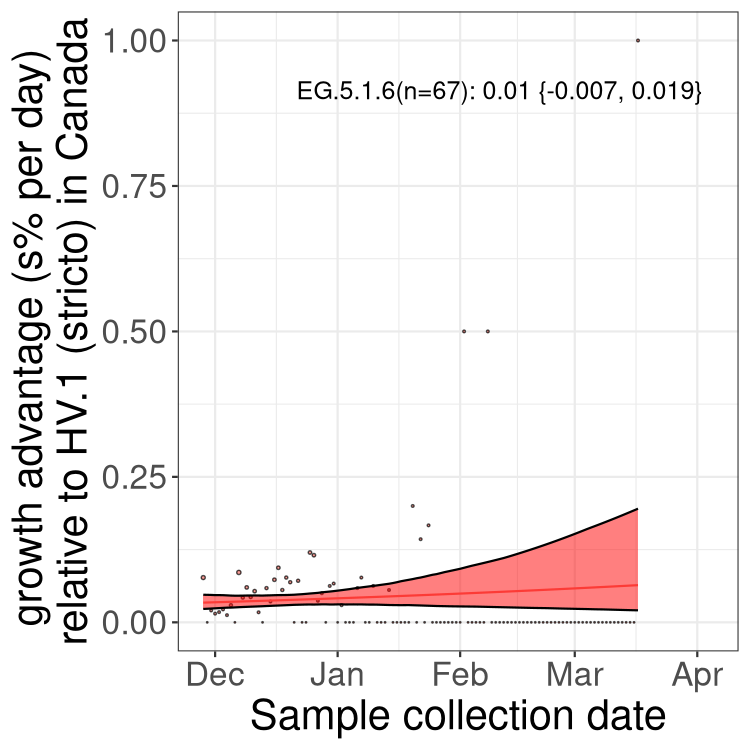 growth advantage (s% per day)
relative to HV.1 (stricto) in Canada
1.00
0.75
0.50
0.25
0.00
EG.5.1.6(n=67): 0.01 {-0.007, 0.019}
Dec Jan Feb Mar Apr
Sample collection date